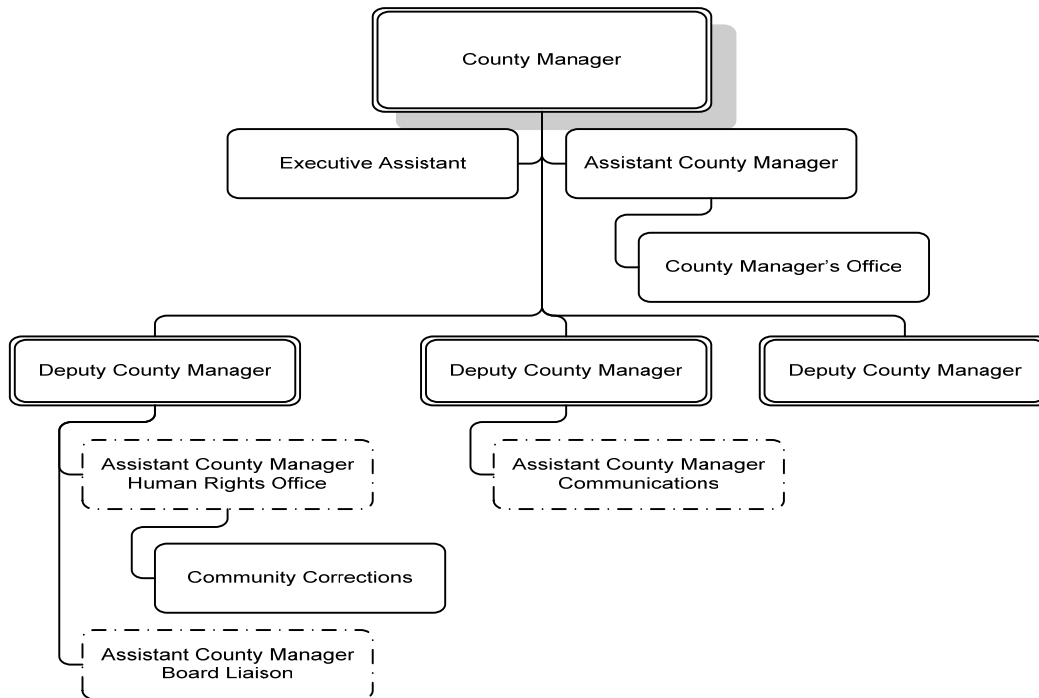 County Manager
Executive Assistant
Assistant County Manager
County Manager's Office
Deputy County Manager
Deputy County Manager
Deputy County Manager
Assistant County Manager
Human Rights Office
Assistant County Manager
Communications
Community Corrections
Assistant County Manager
Board Liaison